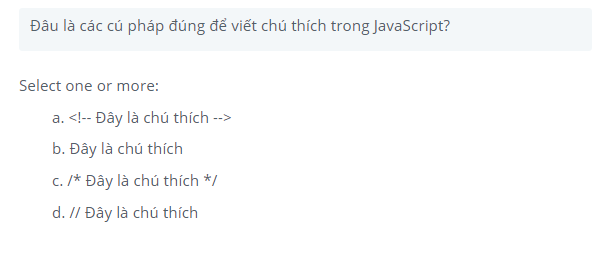 Đâu là các cú pháp đúng để viết chú thích trong JavaScript?
Select one or more:
a. <!-- Đây là chú thích -->
b. Đây là chú thích
c. /* Đây là chú thích */
d. // Đây là chú thích